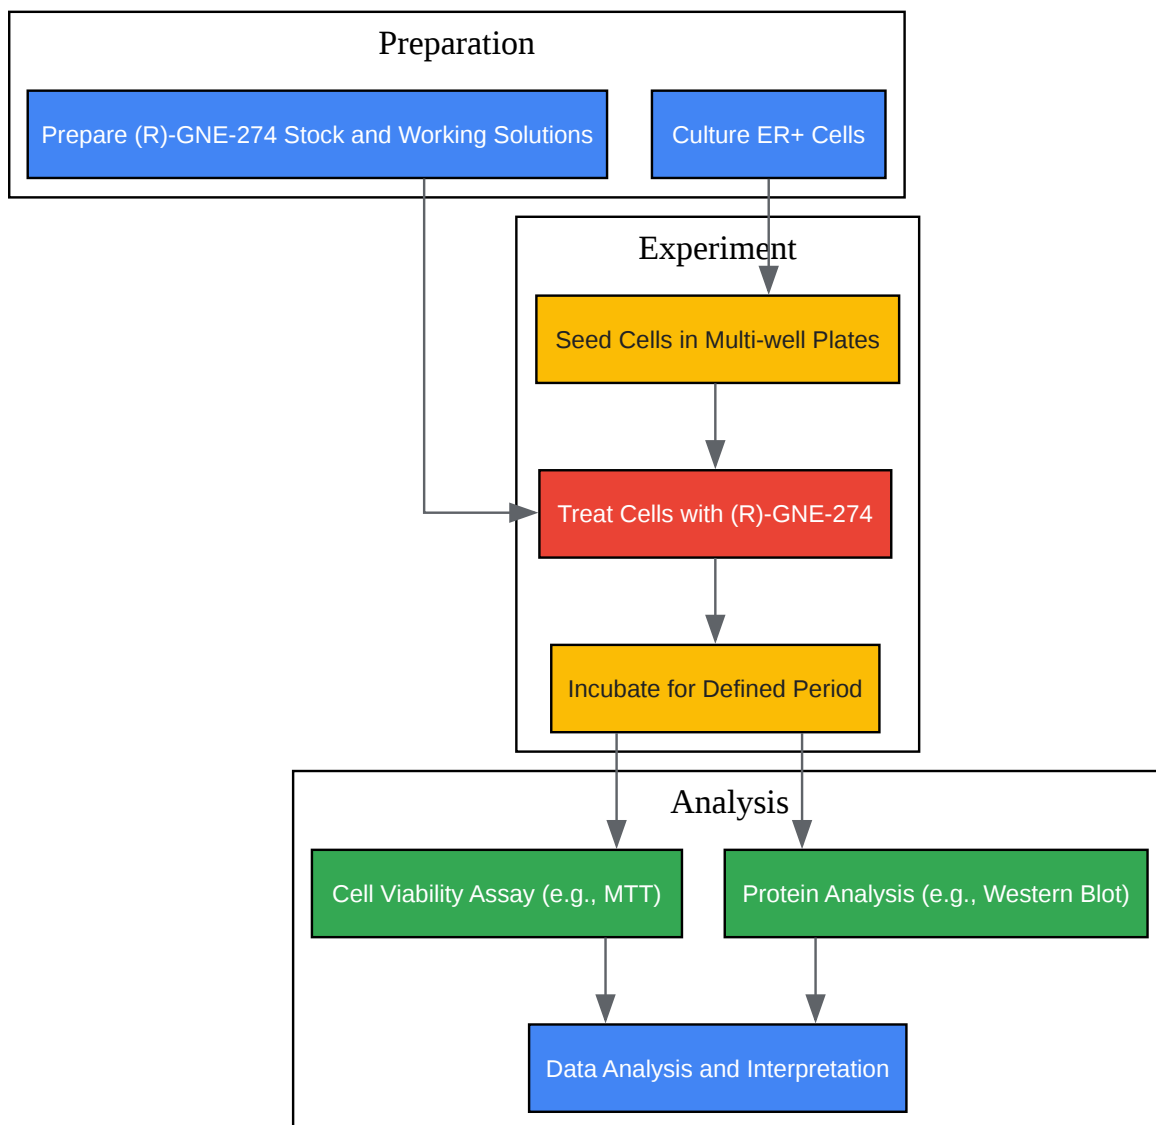 Preparation
Prepare (R)-GNE-274 Stock and Working Solutions
Culture ER+ Cells
Experiment
Seed Cells in Multi-well Plates
Treat Cells with (R)-GNE-274
Incubate for Defined Period
Analysis
Cell Viability Assay (e.g., MTT)
Protein Analysis (e.g., Western Blot)
Data Analysis and Interpretation